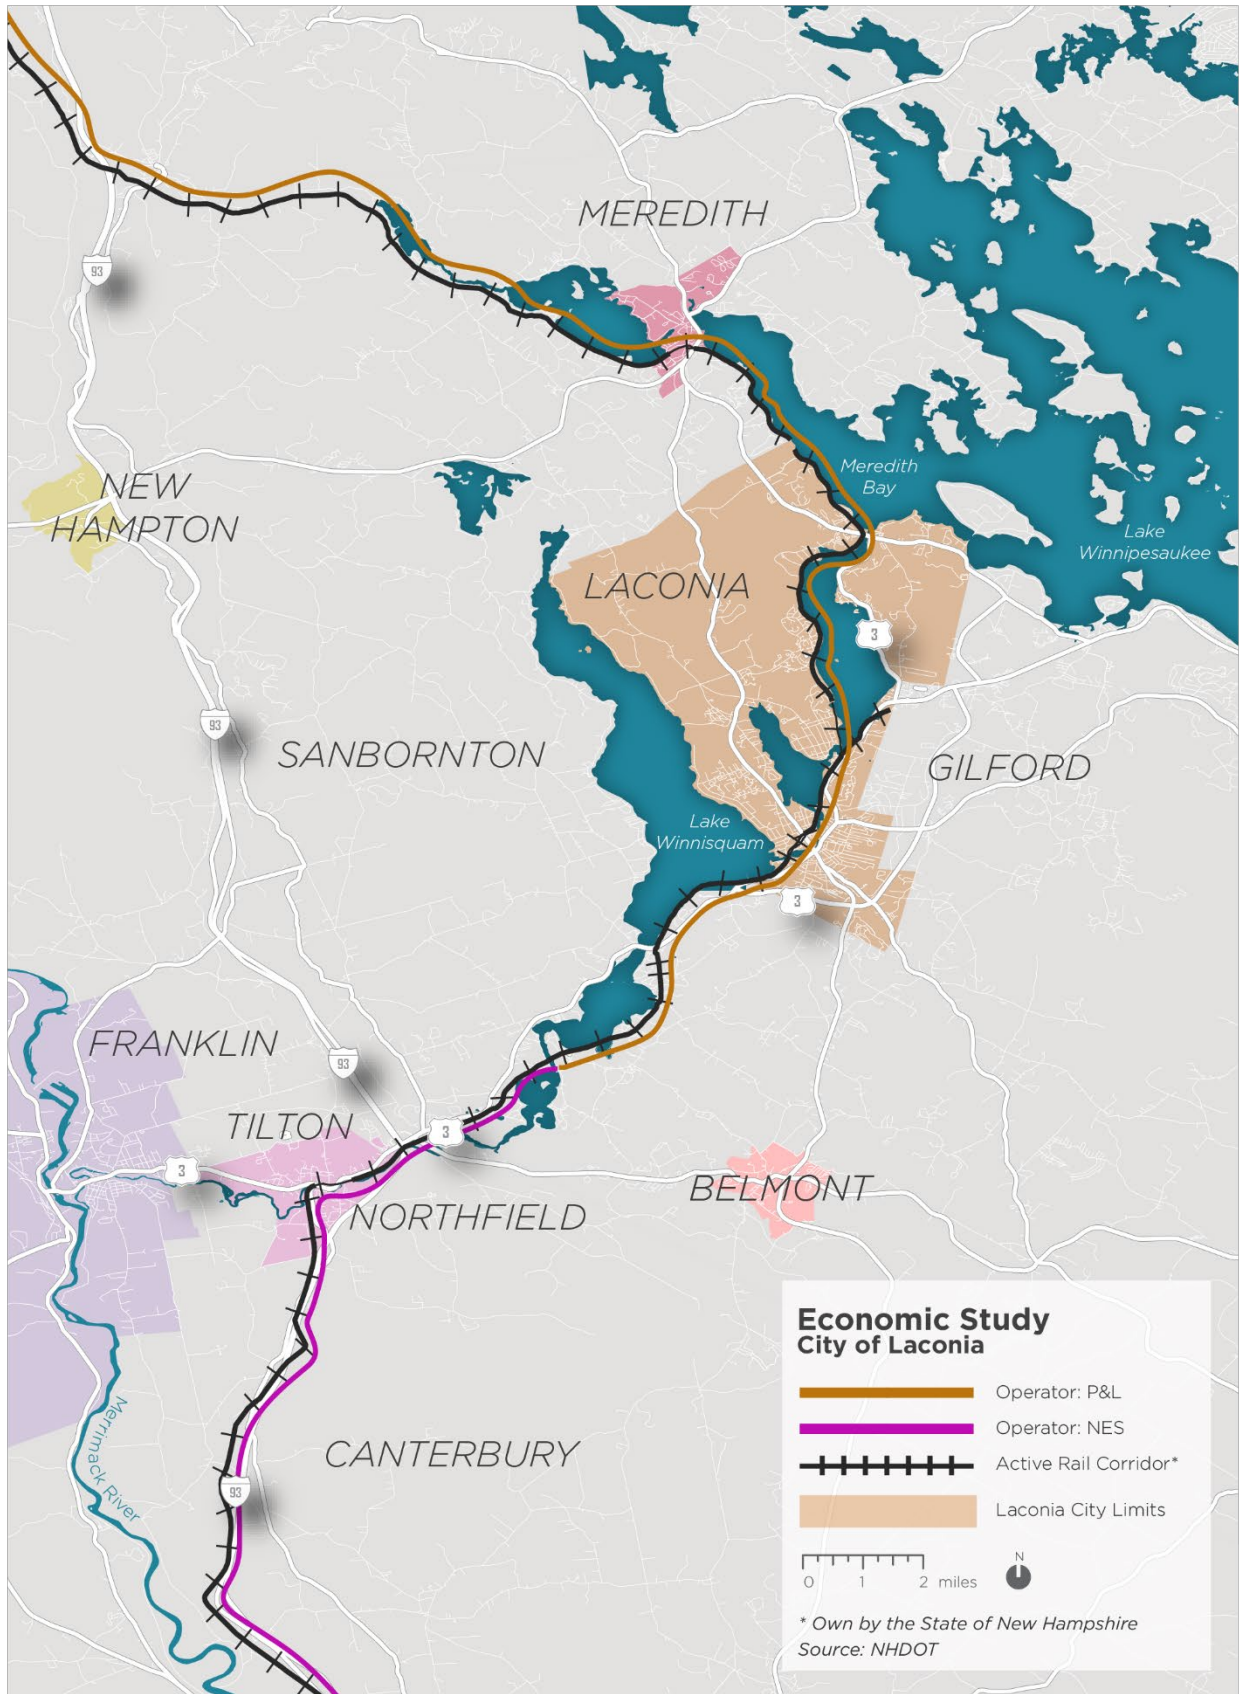 MEREDITH
93
Meredith
Bay
NEW
HAMPTON
Lake
Winnipesaukee
LACONIA
3
93
SANBORNTON
GILFORD
Lake
Winnisquam
3
FRANKLIN
93
TILTON
3
3
BELMONT
NORTHFIELD
Merrimack River
CANTERBURY
93
Economic Study
City of Laconia
Operator: P&L
Operator: NES
Active Rail Corridor*
Laconia City Limits
N
0 1 2 miles
* Own by the State of New Hampshire
Source: NHDOT